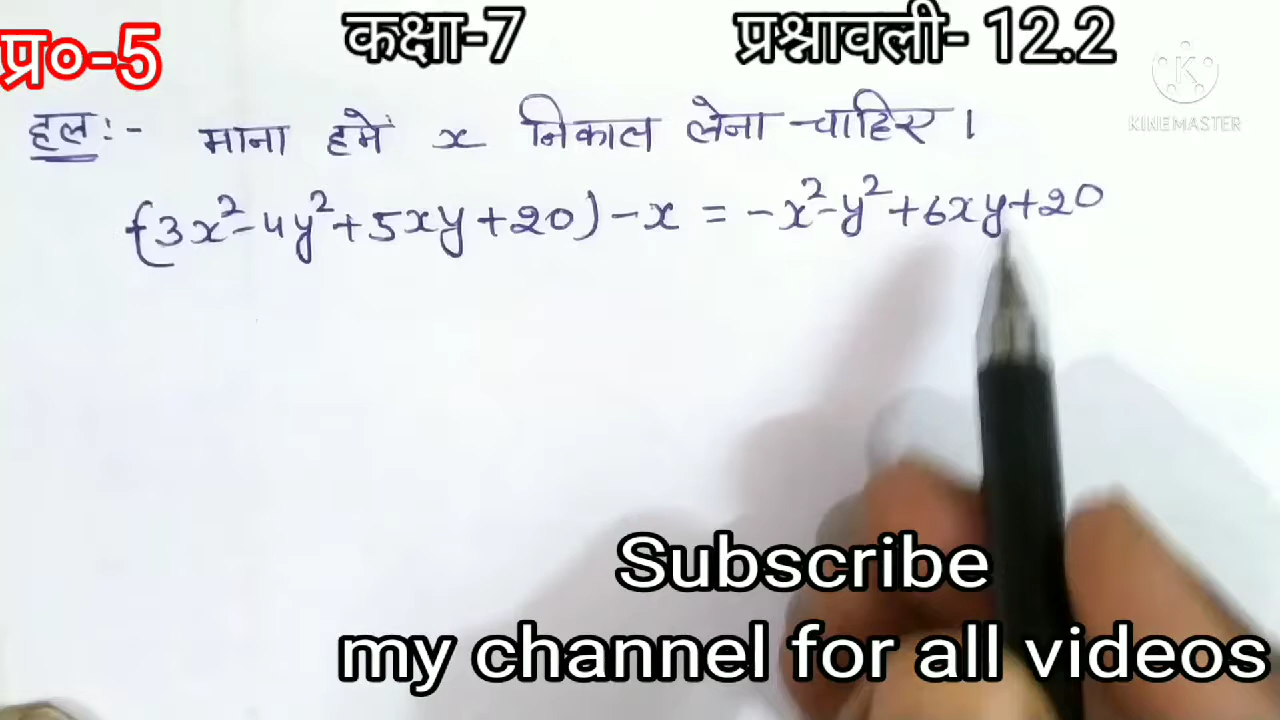 प्र०-5 कक्षा-7 प्रश्नावली- 12.2
KINEMASTER
हल :- माना हमें x निकाल लेना चाहिए ।
(3x²-4y²+5xy+20)-x = -x²-y²+6xy+20
Subscribe
my channel for all videos